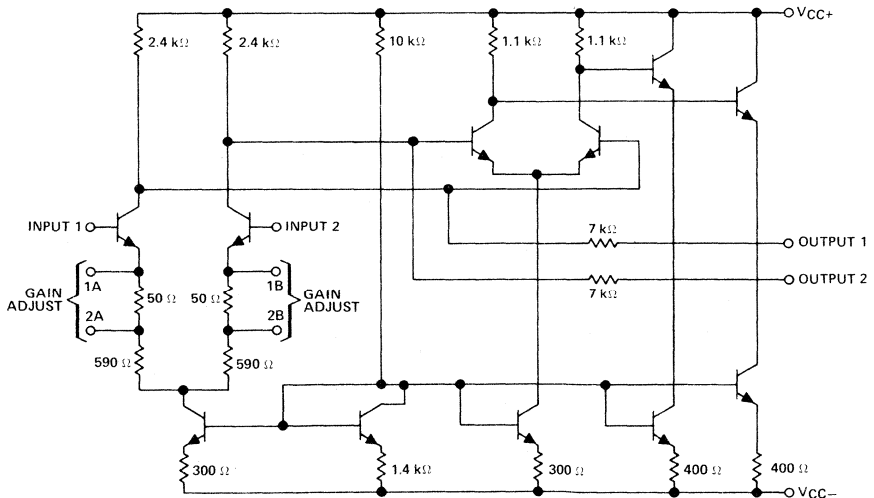 VCC+
2.4 kΩ
2.4 kΩ
10 kΩ
1.1 kΩ
1.1 kΩ
INPUT 1
INPUT 2
7 kΩ
OUTPUT 1
OUTPUT 2
7 kΩ
GAIN
ADJUST
1A
50 Ω
50 Ω
1B
GAIN
ADJUST
2A
2B
590 Ω
590 Ω
300 Ω
1.4 kΩ
300 Ω
400 Ω
400 Ω
VCC−